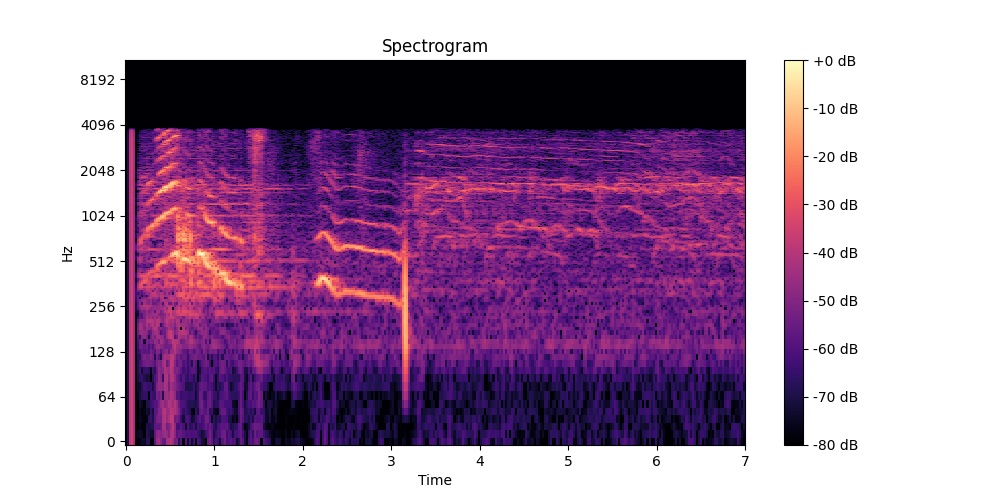 Spectrogram
8192
4096
2048
1024
512
256
128
64
0
Hz
0 1 2 3 4 5 6 7
Time
+0 dB
-10 dB
-20 dB
-30 dB
-40 dB
-50 dB
-60 dB
-70 dB
-80 dB